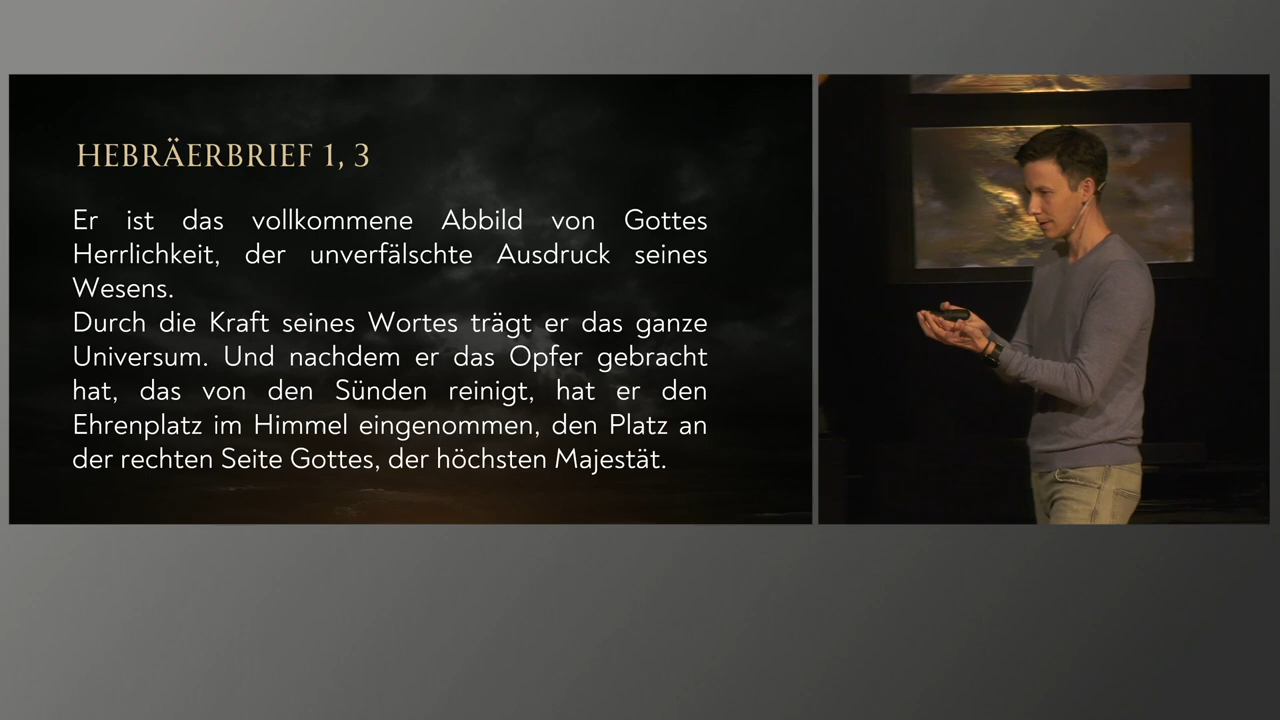 HEBRÄERBRIEF 1, 3
Er ist das vollkommene Abbild von Gottes
Herrlichkeit, der unverfälschte Ausdruck seines
Wesens.
Durch die Kraft seines Wortes trägt er das ganze
Universum. Und nachdem er das Opfer gebracht
hat, das von den Sünden reinigt, hat er den
Ehrenplatz im Himmel eingenommen, den Platz an
der rechten Seite Gottes, der höchsten Majestät.